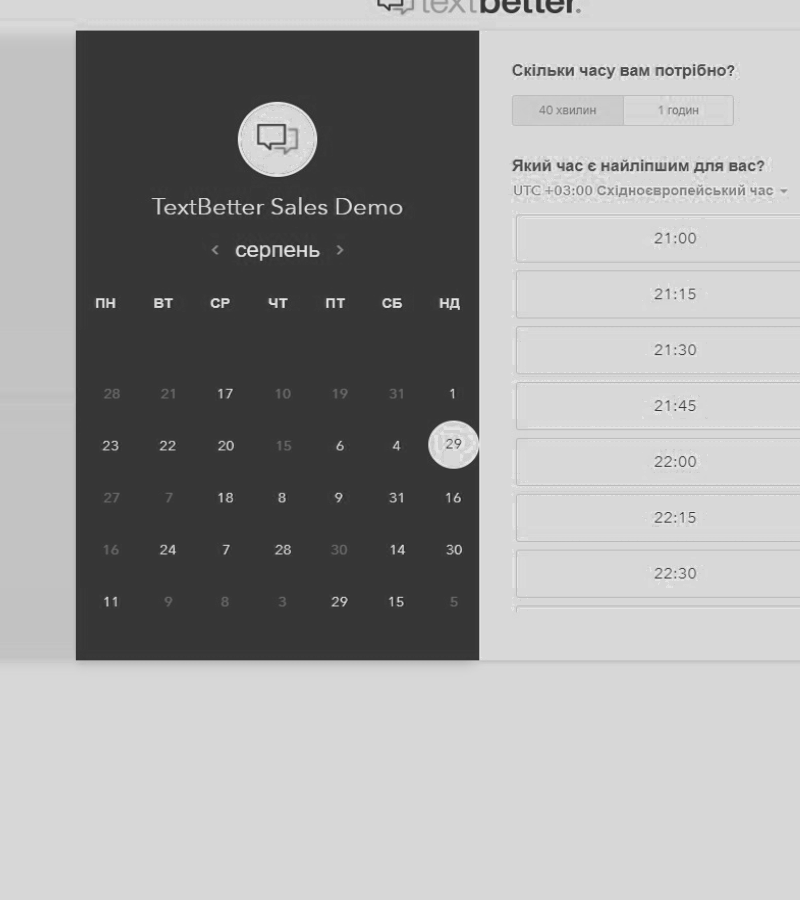 textbetter.
TextBetter Sales Demo
серпень
ПН ВТ СР ЧТ ПТ СБ НД
28 21 17 10 19 31 1
23 22 20 15 6 4 29
27 7 18 8 9 31 16
16 24 7 28 30 14 30
11 9 8 3 29 15 5
Скільки часу вам потрібно?
40 хвилин 1 годин
Який час є найліпшим для вас?
UTC +03:00 Східноєвропейський час
21:00
21:15
21:30
21:45
22:00
22:15
22:30